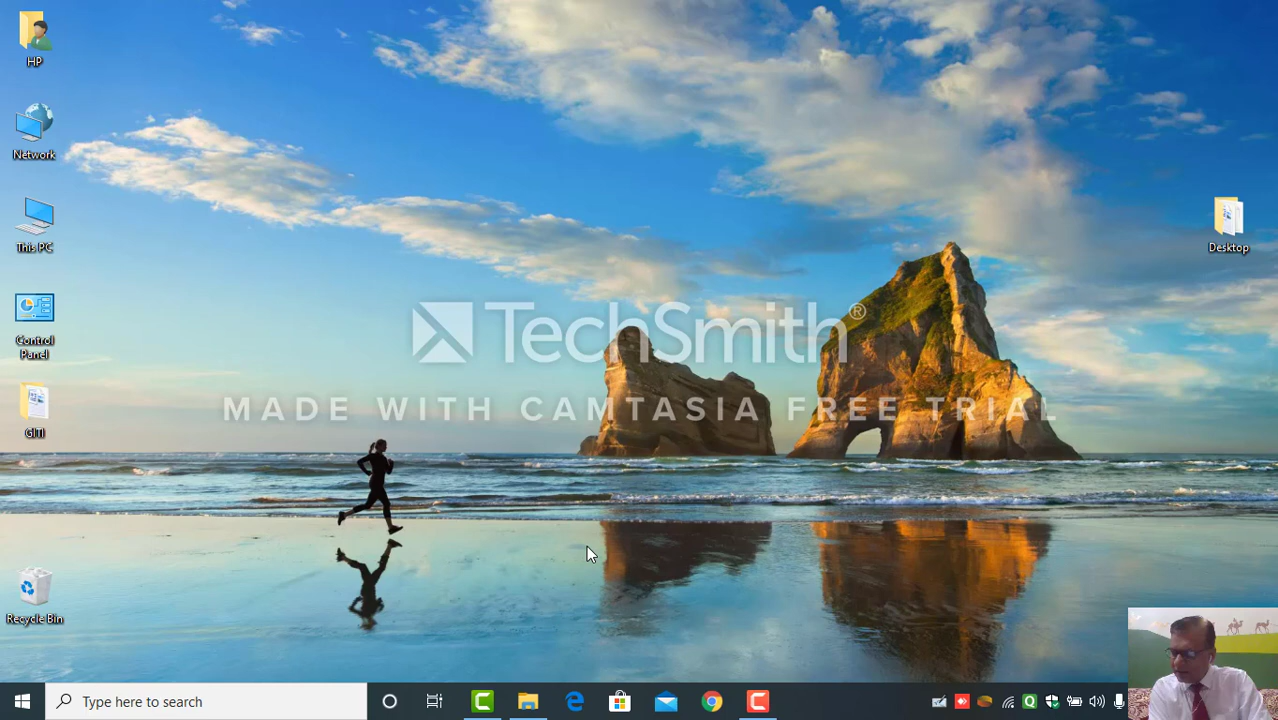 HP
Network
This PC
Control
Panel
GITI
Recycle Bin
Desktop
TechSmith®
MADE WITH CAMTASIA FREE TRIAL
Type here to search